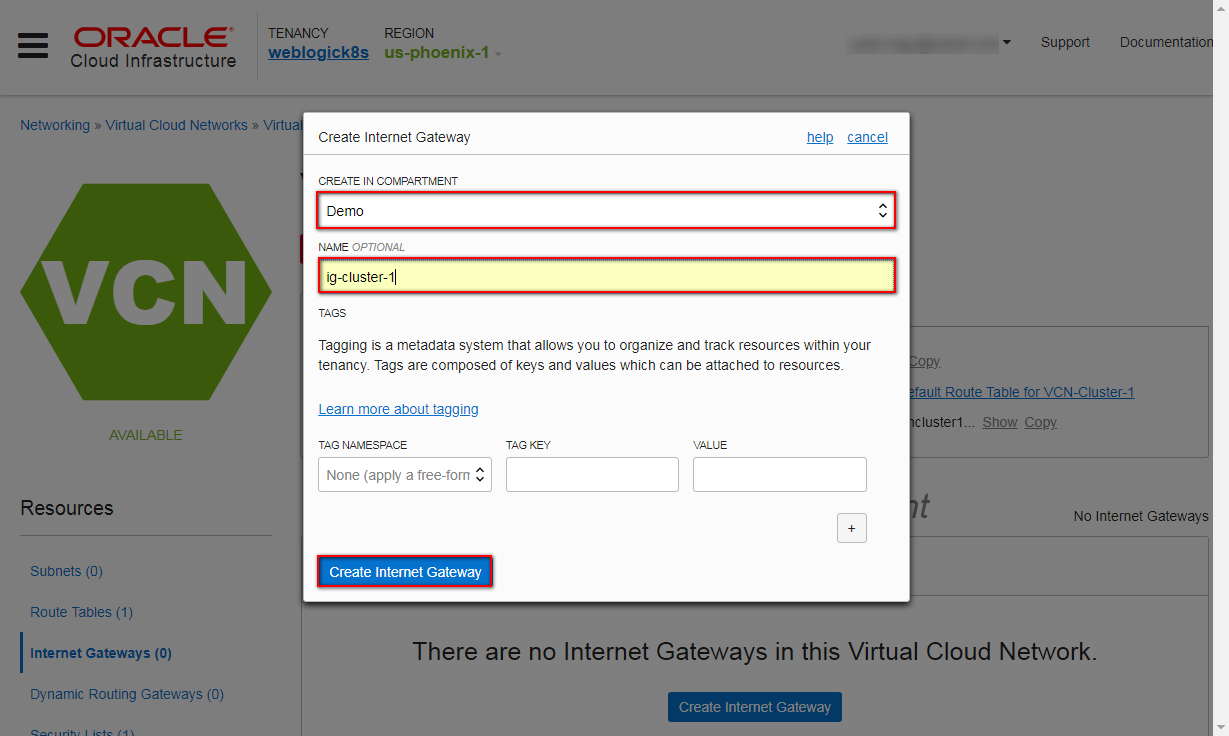 ORACLE
Cloud Infrastructure
TENANCY
weblogick8s
REGION
us-phoenix-1
Support
Documentation
Networking » Virtual Cloud Networks » Virtual
VCN
AVAILABLE
Resources
Subnets (0)
Route Tables (1)
Internet Gateways (0)
Dynamic Routing Gateways (0)
Security Lists (1)
Create Internet Gateway
help
cancel
CREATE IN COMPARTMENT
Demo
NAME OPTIONAL
ig-cluster-1
TAGS
Tagging is a metadata system that allows you to organize and track resources within your
tenancy. Tags are composed of keys and values which can be attached to resources.
Learn more about tagging
TAG NAMESPACE
TAG KEY
VALUE
None (apply a free-form
+
Create Internet Gateway
Copy
efault Route Table for VCN-Cluster-1
ncluster1... Show Copy
nt
No Internet Gateways
There are no Internet Gateways in this Virtual Cloud Network.
Create Internet Gateway